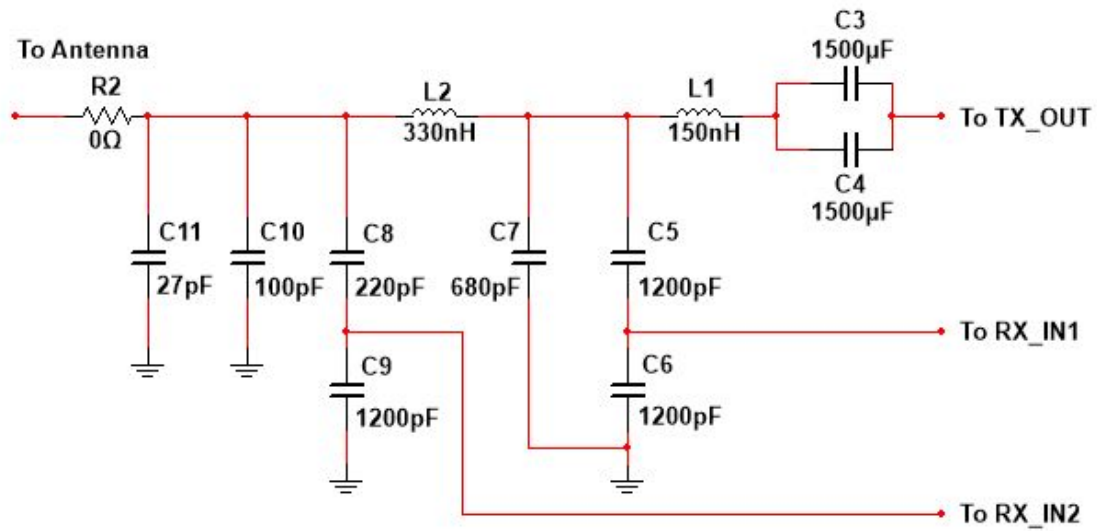 C3
1500µF
To Antenna
R2
0Ω
L2
330nH
L1
150nH
To TX_OUT
C4
1500µF
C11
27pF
C10
100pF
C8
220pF
C7
680pF
C5
1200pF
To RX_IN1
C9
1200pF
C6
1200pF
To RX_IN2